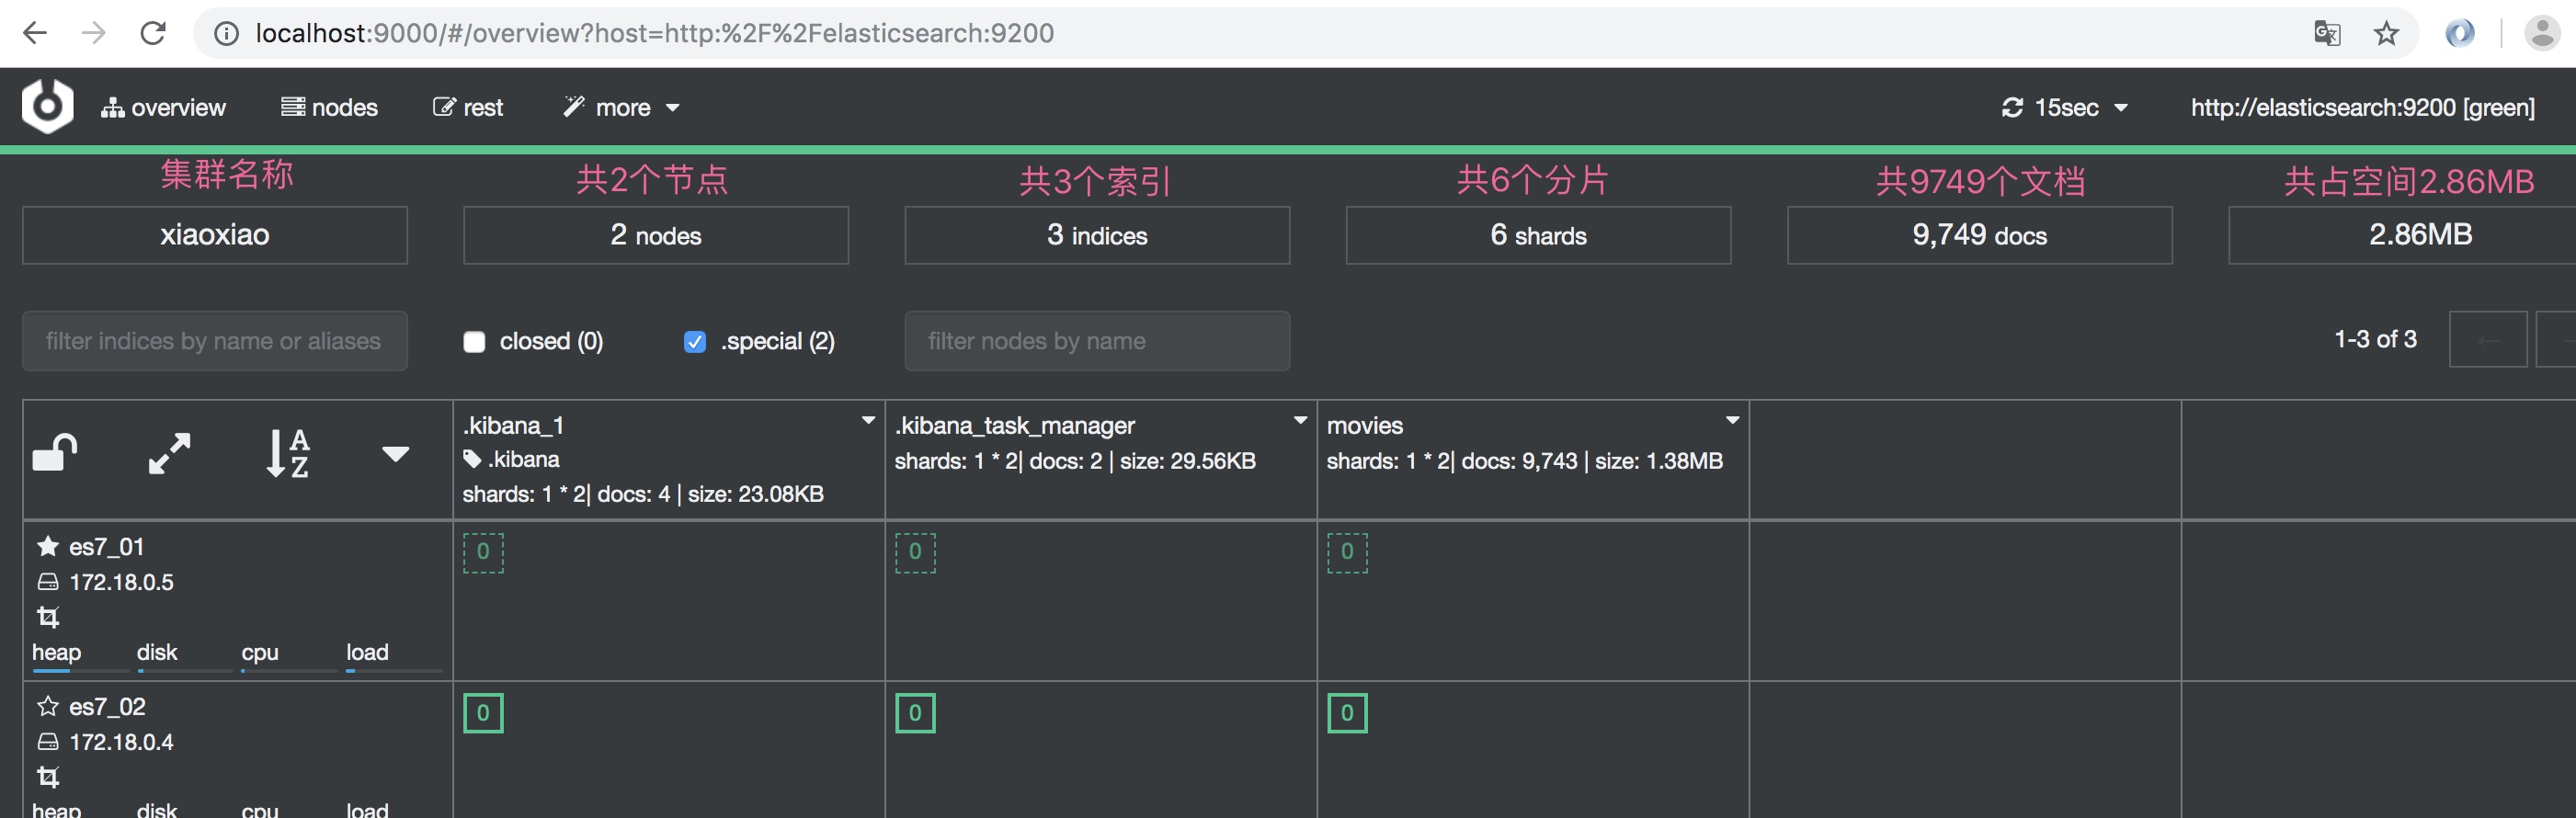 localhost:9000/#/overview?host=http:%2F%2Felasticsearch:9200
overview nodes rest more 15sec http://elasticsearch:9200 [green]
集群名称 共2个节点 共3个索引 共6个分片 共9749个文档 共占空间2.86MB
xiaoxiao 2 nodes 3 indices 6 shards 9,749 docs 2.86MB
filter indices by name or aliases closed (0) .special (2) filter nodes by name 1-3 of 3
.kibana_1 .kibana_task_manager movies
.kibana
shards: 1 * 2| docs: 2 | size: 29.56KB shards: 1 * 2| docs: 9,743 | size: 1.38MB
shards: 1 * 2| docs: 4 | size: 23.08KB
es7_01 0 0 0
172.18.0.5
heap disk cpu load
es7_02 0 0 0
172.18.0.4
heap disk cpu load